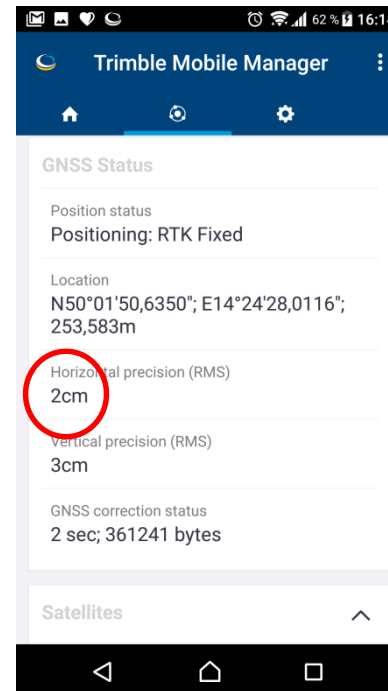 62 % 16:1
Trimble Mobile Manager
GNSS Status
Position status
Positioning: RTK Fixed
Location
N50°01'50,6350"; E14°24'28,0116";
253,583m
Horizontal precision (RMS)
2cm
Vertical precision (RMS)
3cm
GNSS correction status
2 sec; 361241 bytes
Satellites